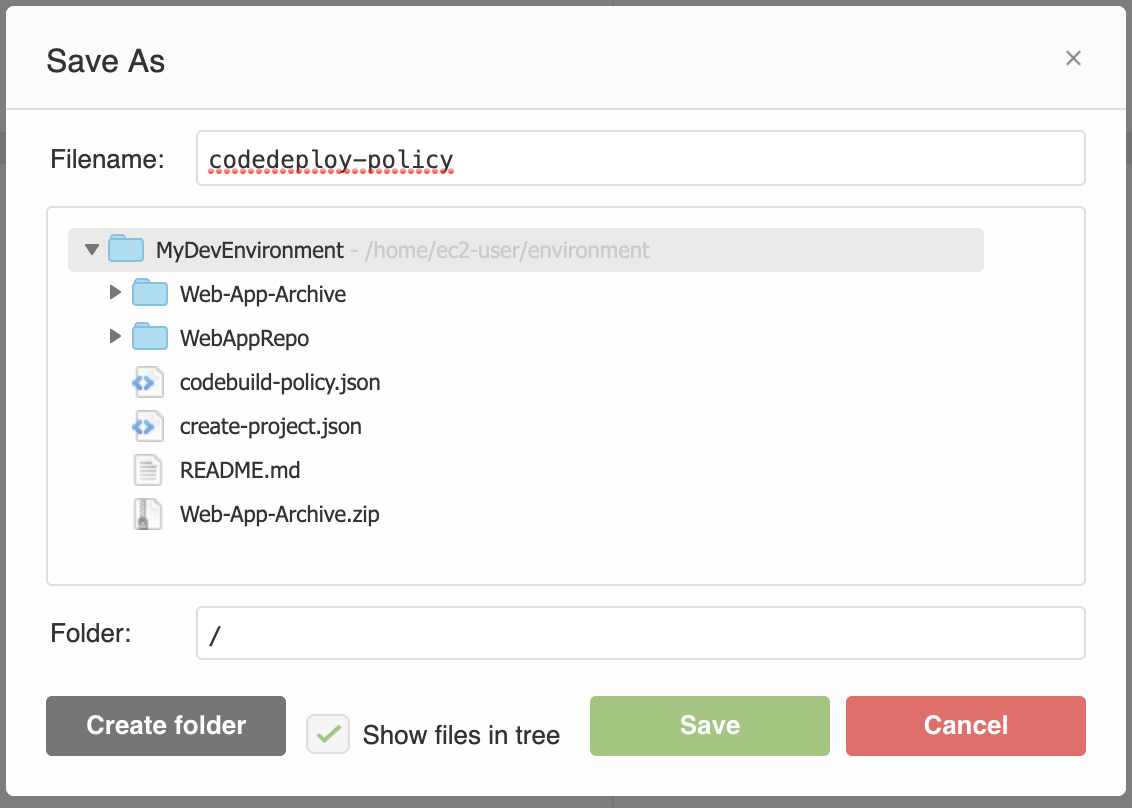 Save As
×
Filename: codedeploy-policy
MyDevEnvironment - /home/ec2-user/environment
Web-App-Archive
WebAppRepo
codebuild-policy.json
create-project.json
README.md
Web-App-Archive.zip
Folder: /
Create folder Show files in tree Save Cancel